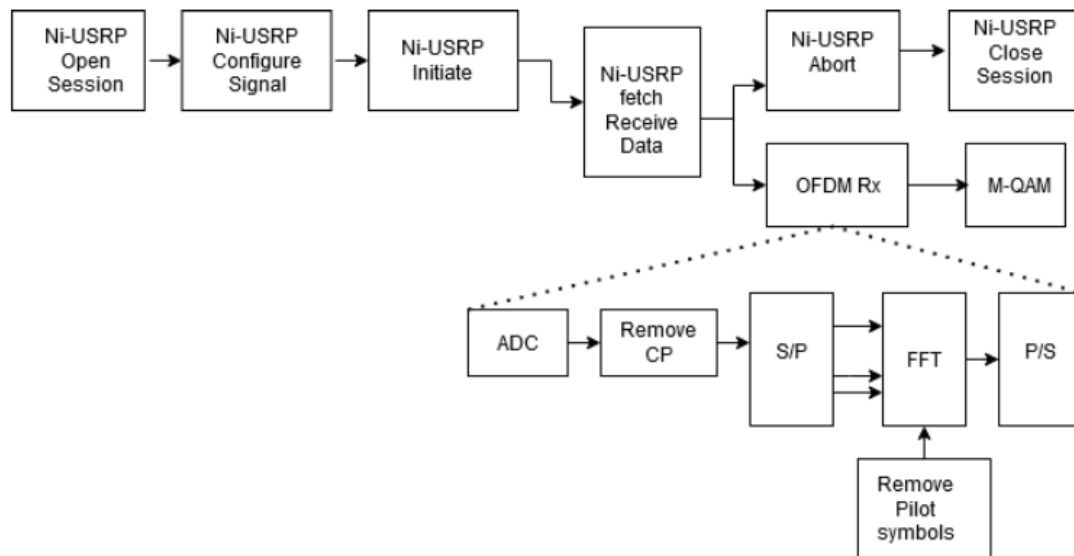 Ni-USRP
Open
Session
Ni-USRP
Configure
Signal
Ni-USRP
Initiate
Ni-USRP
fetch
Receive
Data
Ni-USRP
Abort
Ni-USRP
Close
Session
OFDM Rx
M-QAM
ADC
Remove
CP
S/P
FFT
P/S
Remove
Pilot
symbols